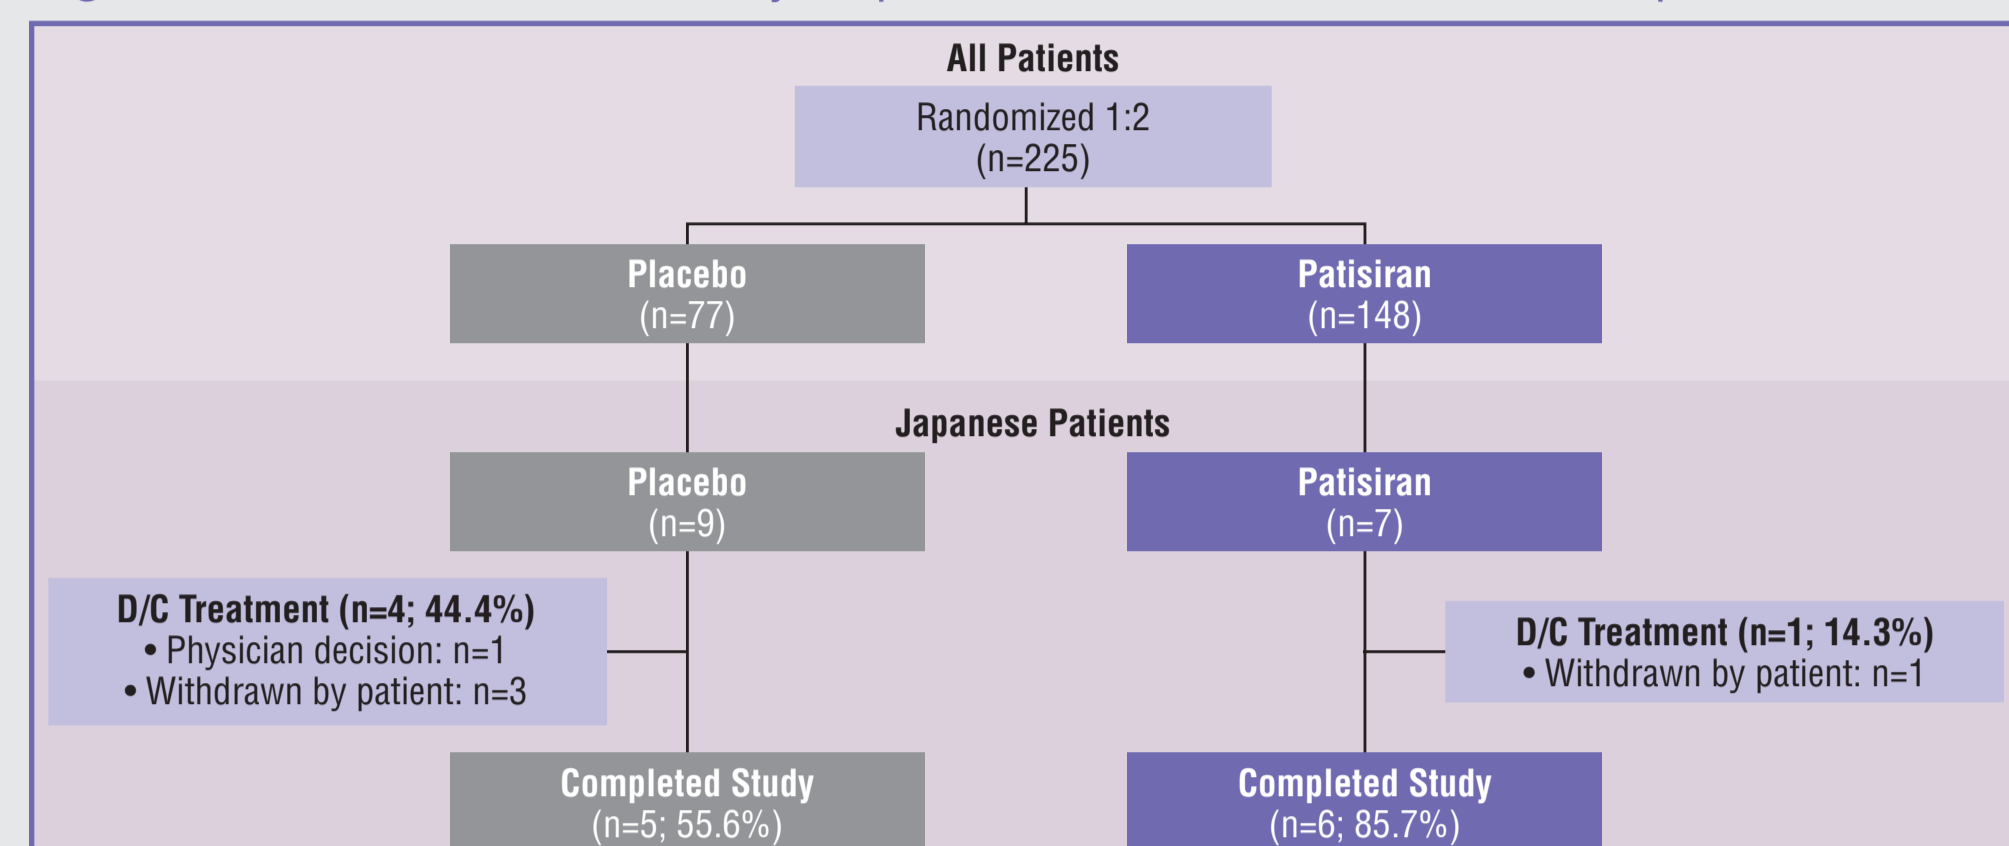 All Patients
Randomized 1:2
(n=225)
Placebo
(n=77)
Patisiran
(n=148)
Japanese Patients
Placebo
(n=9)
Patisiran
(n=7)
D/C Treatment (n=4; 44.4%)
• Physician decision: n=1
• Withdrawn by patient: n=3
D/C Treatment (n=1; 14.3%)
• Withdrawn by patient: n=1
Completed Study
(n=5; 55.6%)
Completed Study
(n=6; 85.7%)